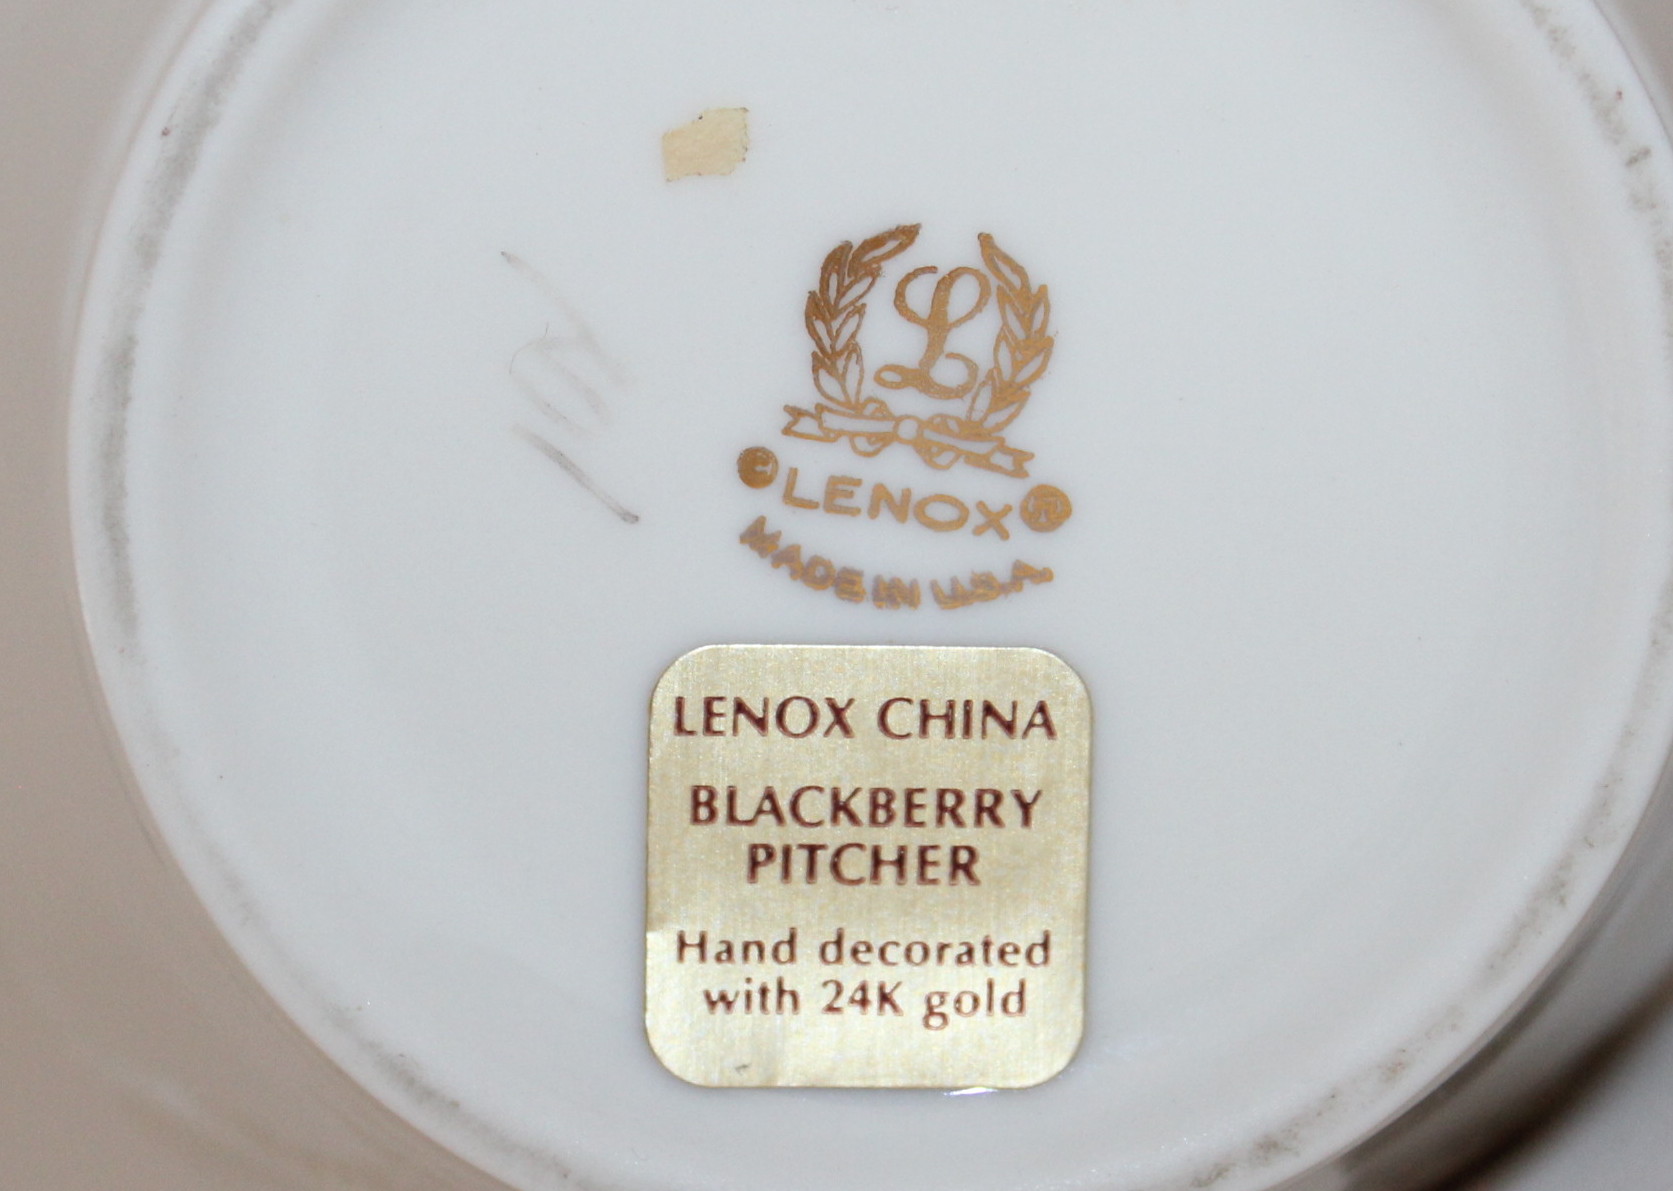 L
© LENOX ®
MADE IN U.S.A.
LENOX CHINA
BLACKBERRY
PITCHER
Hand decorated
with 24K gold